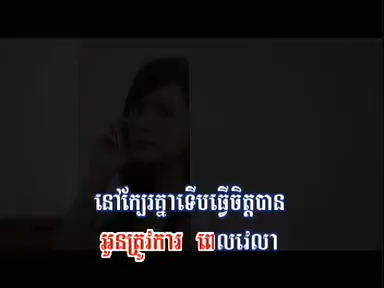 នៅក្បែរគ្នាទើបធ្វើចិត្តបាន
អូនត្រូវការ ពេលវេលា